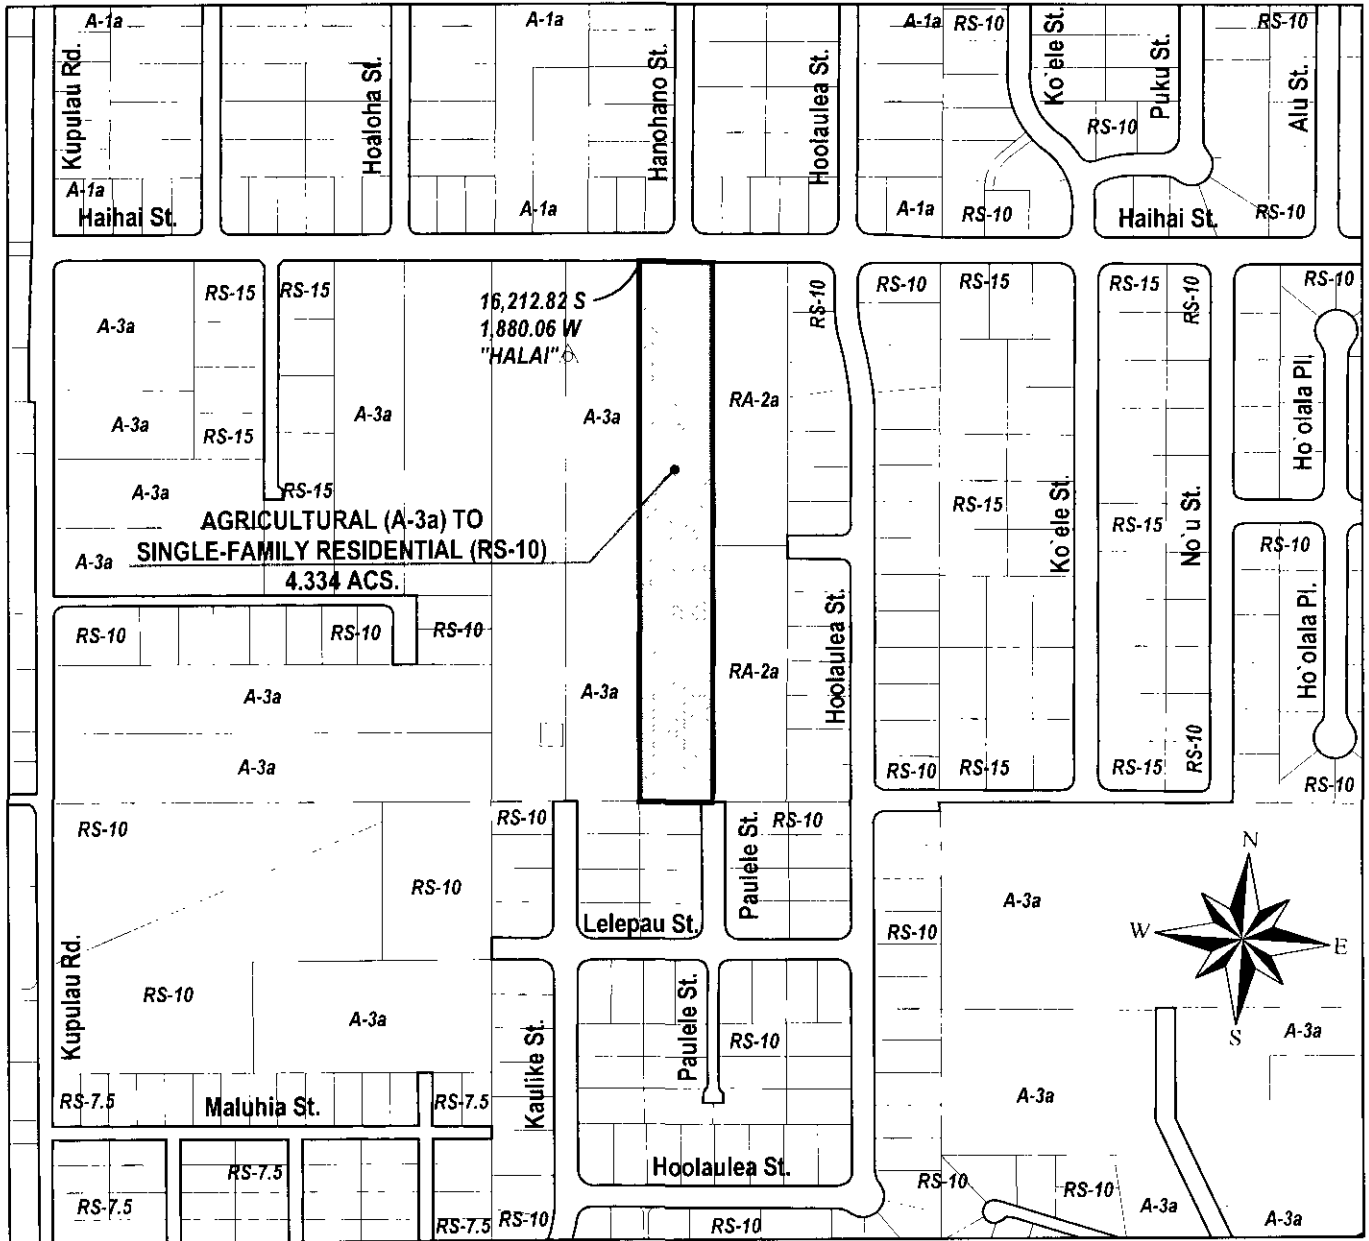 A-1a
A-1a
A-1a
RS-10
RS-10
Kupulau Rd.
Hoaloha St.
Hanohano St.
Hoolaulea St.
Ko`ele St.
Puku St.
Alu St.
RS-10
A-1a
A-1a
A-1a
RS-10
RS-10
Haihai St.
Haihai St.
RS-15
RS-15
RS-10
RS-10
RS-15
RS-15
RS-10
RS-10
A-3a
16,212.82 S
1,880.06 W
"HALAI"
A-3a
RS-15
A-3a
A-3a
RA-2a
Ho`olala Pl.
A-3a
RS-15
RS-15
RS-15
Ko`ele St.
No`u St.
AGRICULTURAL (A-3a) TO
SINGLE-FAMILY RESIDENTIAL (RS-10)
4.334 ACS.
A-3a
RS-10
RS-10
RS-10
RS-10
Hoolaulea St.
Ho`olala Pl.
A-3a
A-3a
RA-2a
A-3a
RS-10
RS-15
RS-15
RS-10
RS-10
RS-10
RS-10
RS-10
Paulele St.
RS-10
A-3a
Lelepau St.
RS-10
N
W
E
S
Kupulau Rd.
RS-10
A-3a
Kaulike St.
Paulele St.
RS-10
A-3a
RS-7.5
Maluhia St.
RS-7.5
A-3a
RS-7.5
RS-7.5
RS-7.5
RS-10
Hoolaulea St.
RS-10
RS-10
RS-10
A-3a
A-3a